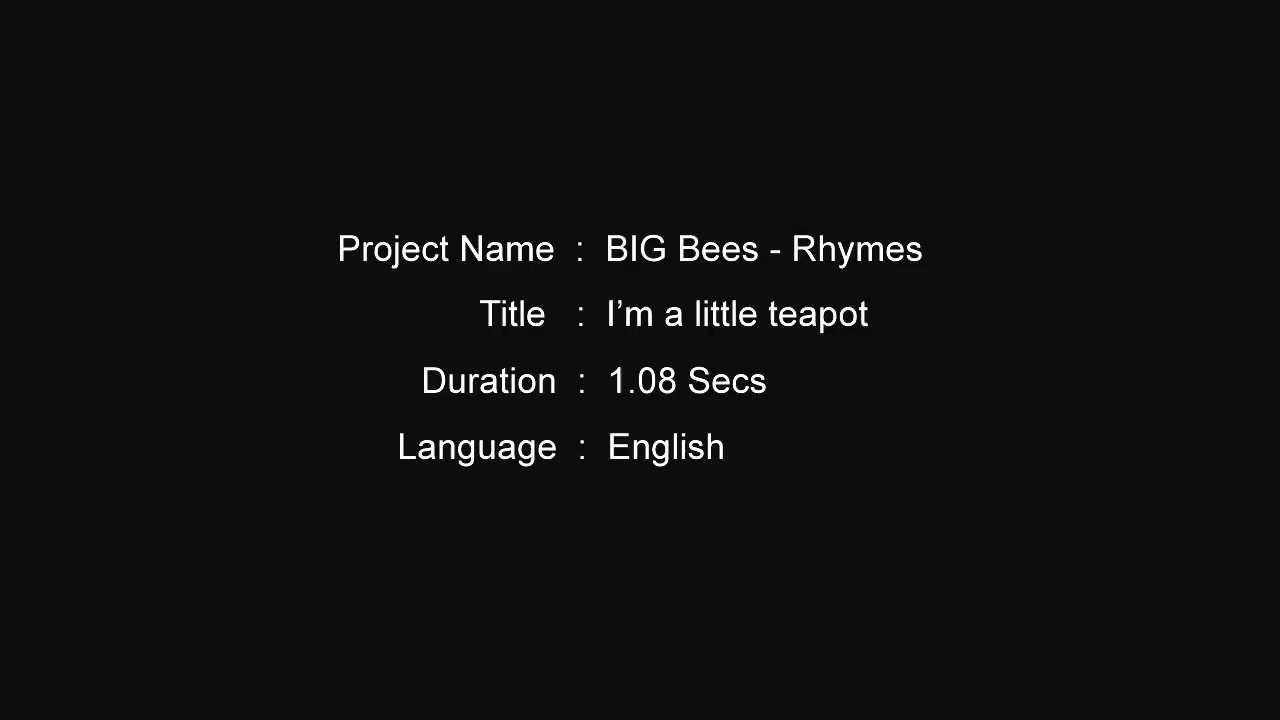 Project Name : BIG Bees - Rhymes
Title : I’m a little teapot
Duration : 1.08 Secs
Language : English